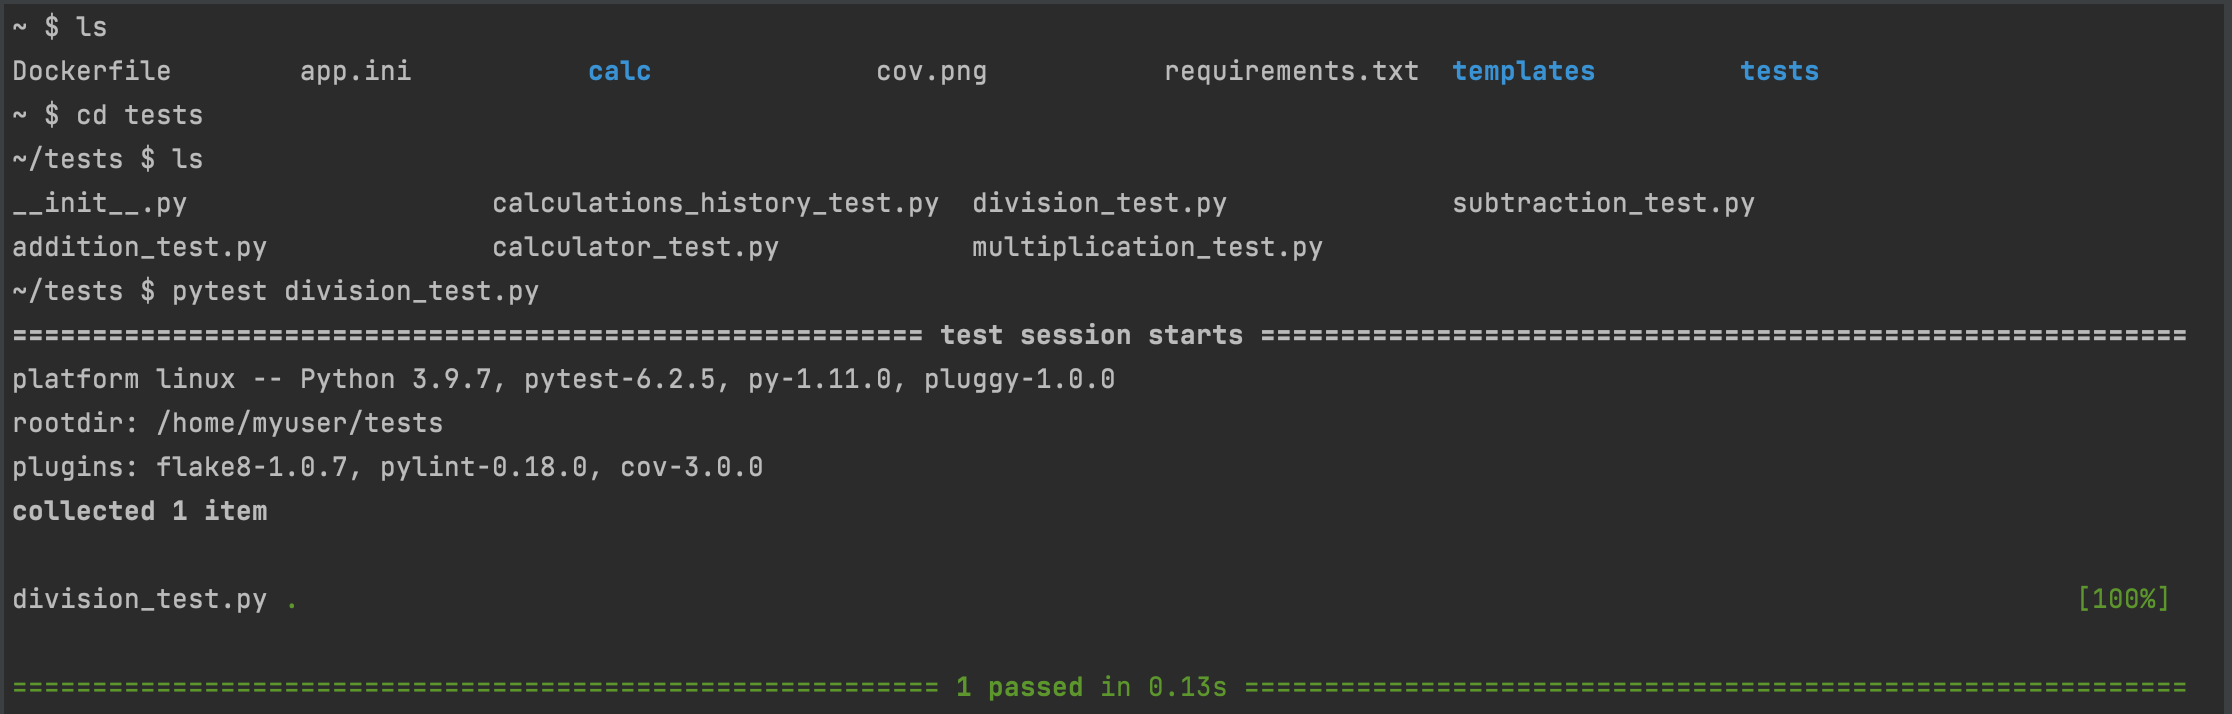 ~ $ ls
Dockerfile        app.ini           calc              cov.png           requirements.txt  templates         tests
~ $ cd tests
~/tests $ ls
__init__.py                   calculations_history_test.py  division_test.py              subtraction_test.py
addition_test.py              calculator_test.py            multiplication_test.py
~/tests $ pytest division_test.py
========================================================= test session starts ==========================================================
platform linux -- Python 3.9.7, pytest-6.2.5, py-1.11.0, pluggy-1.0.0
rootdir: /home/myuser/tests
plugins: flake8-1.0.7, pylint-0.18.0, cov-3.0.0
collected 1 item
division_test.py .                                                                                                               [100%]
========================================================== 1 passed in 0.13s ===========================================================